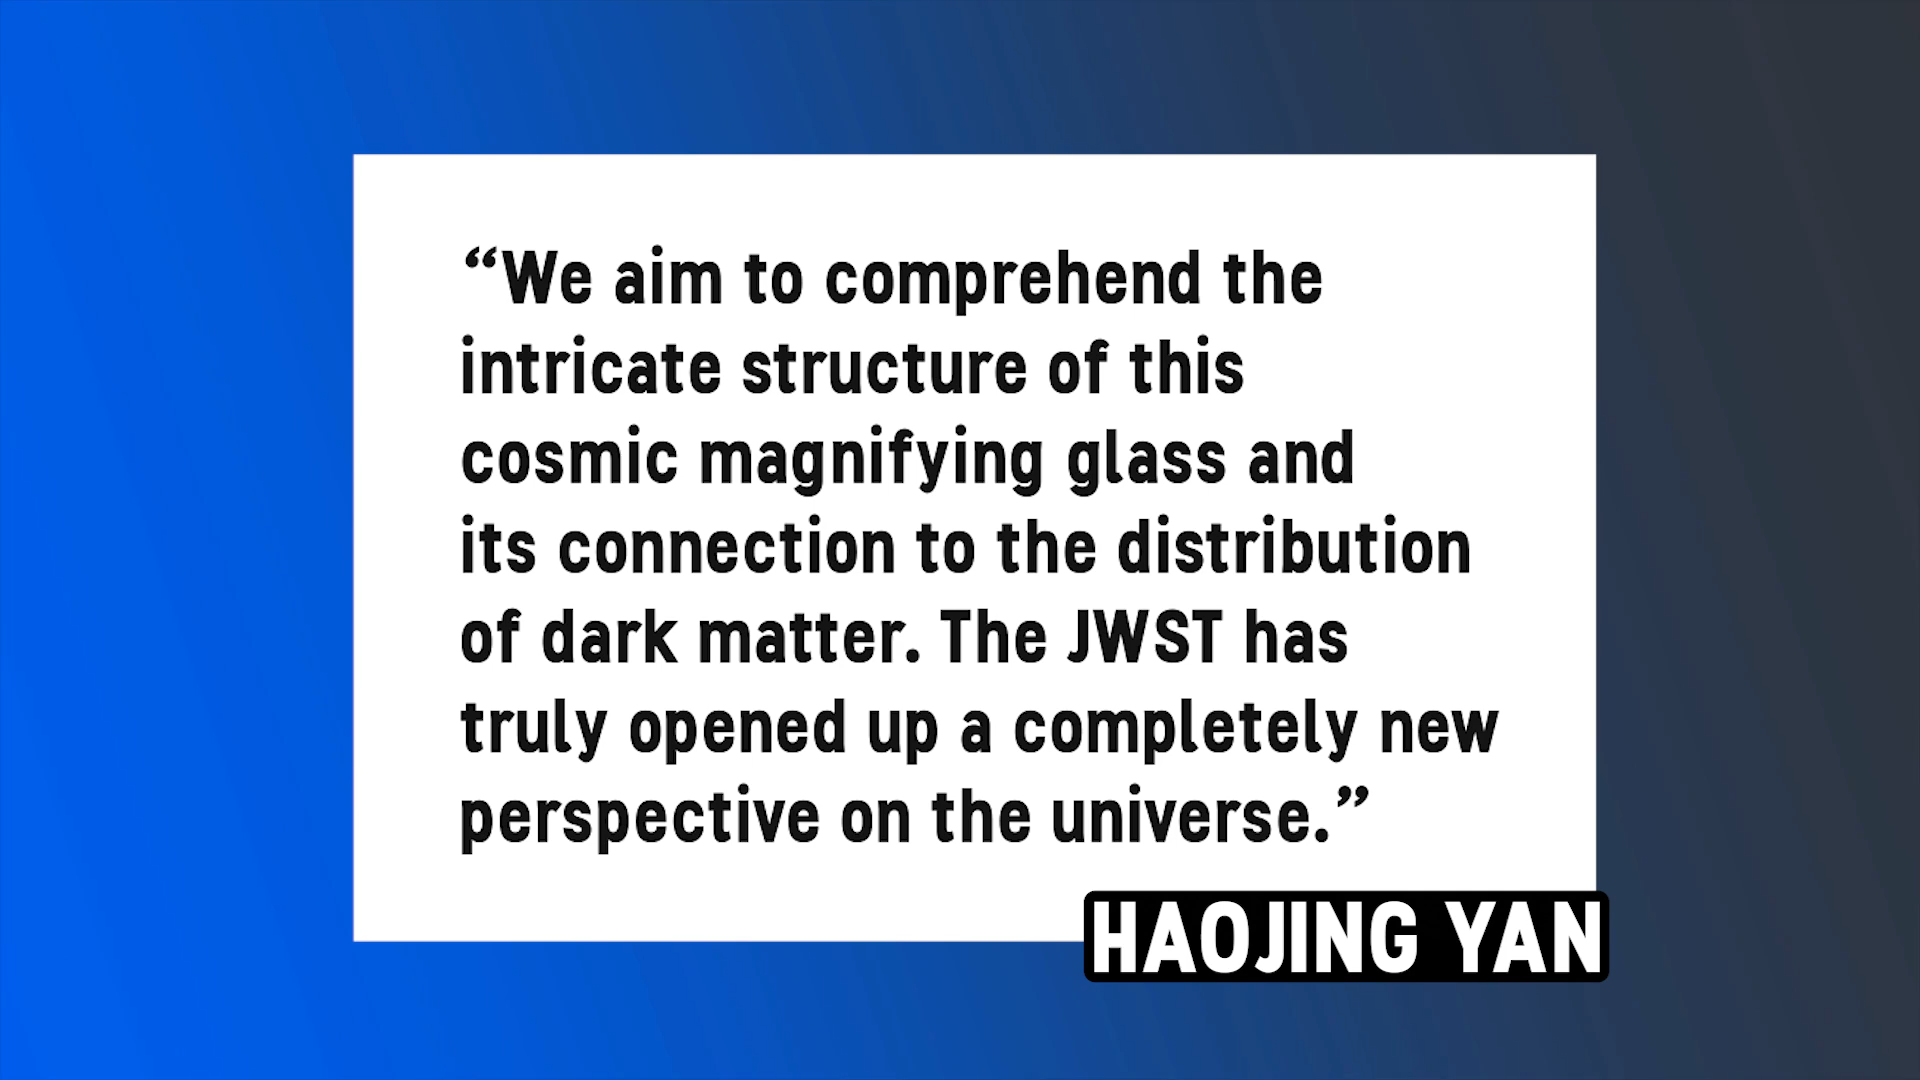 “We aim to comprehend the
intricate structure of this
cosmic magnifying glass and
its connection to the distribution
of dark matter. The JWST has
truly opened up a completely new
perspective on the universe.”
HAOJING YAN